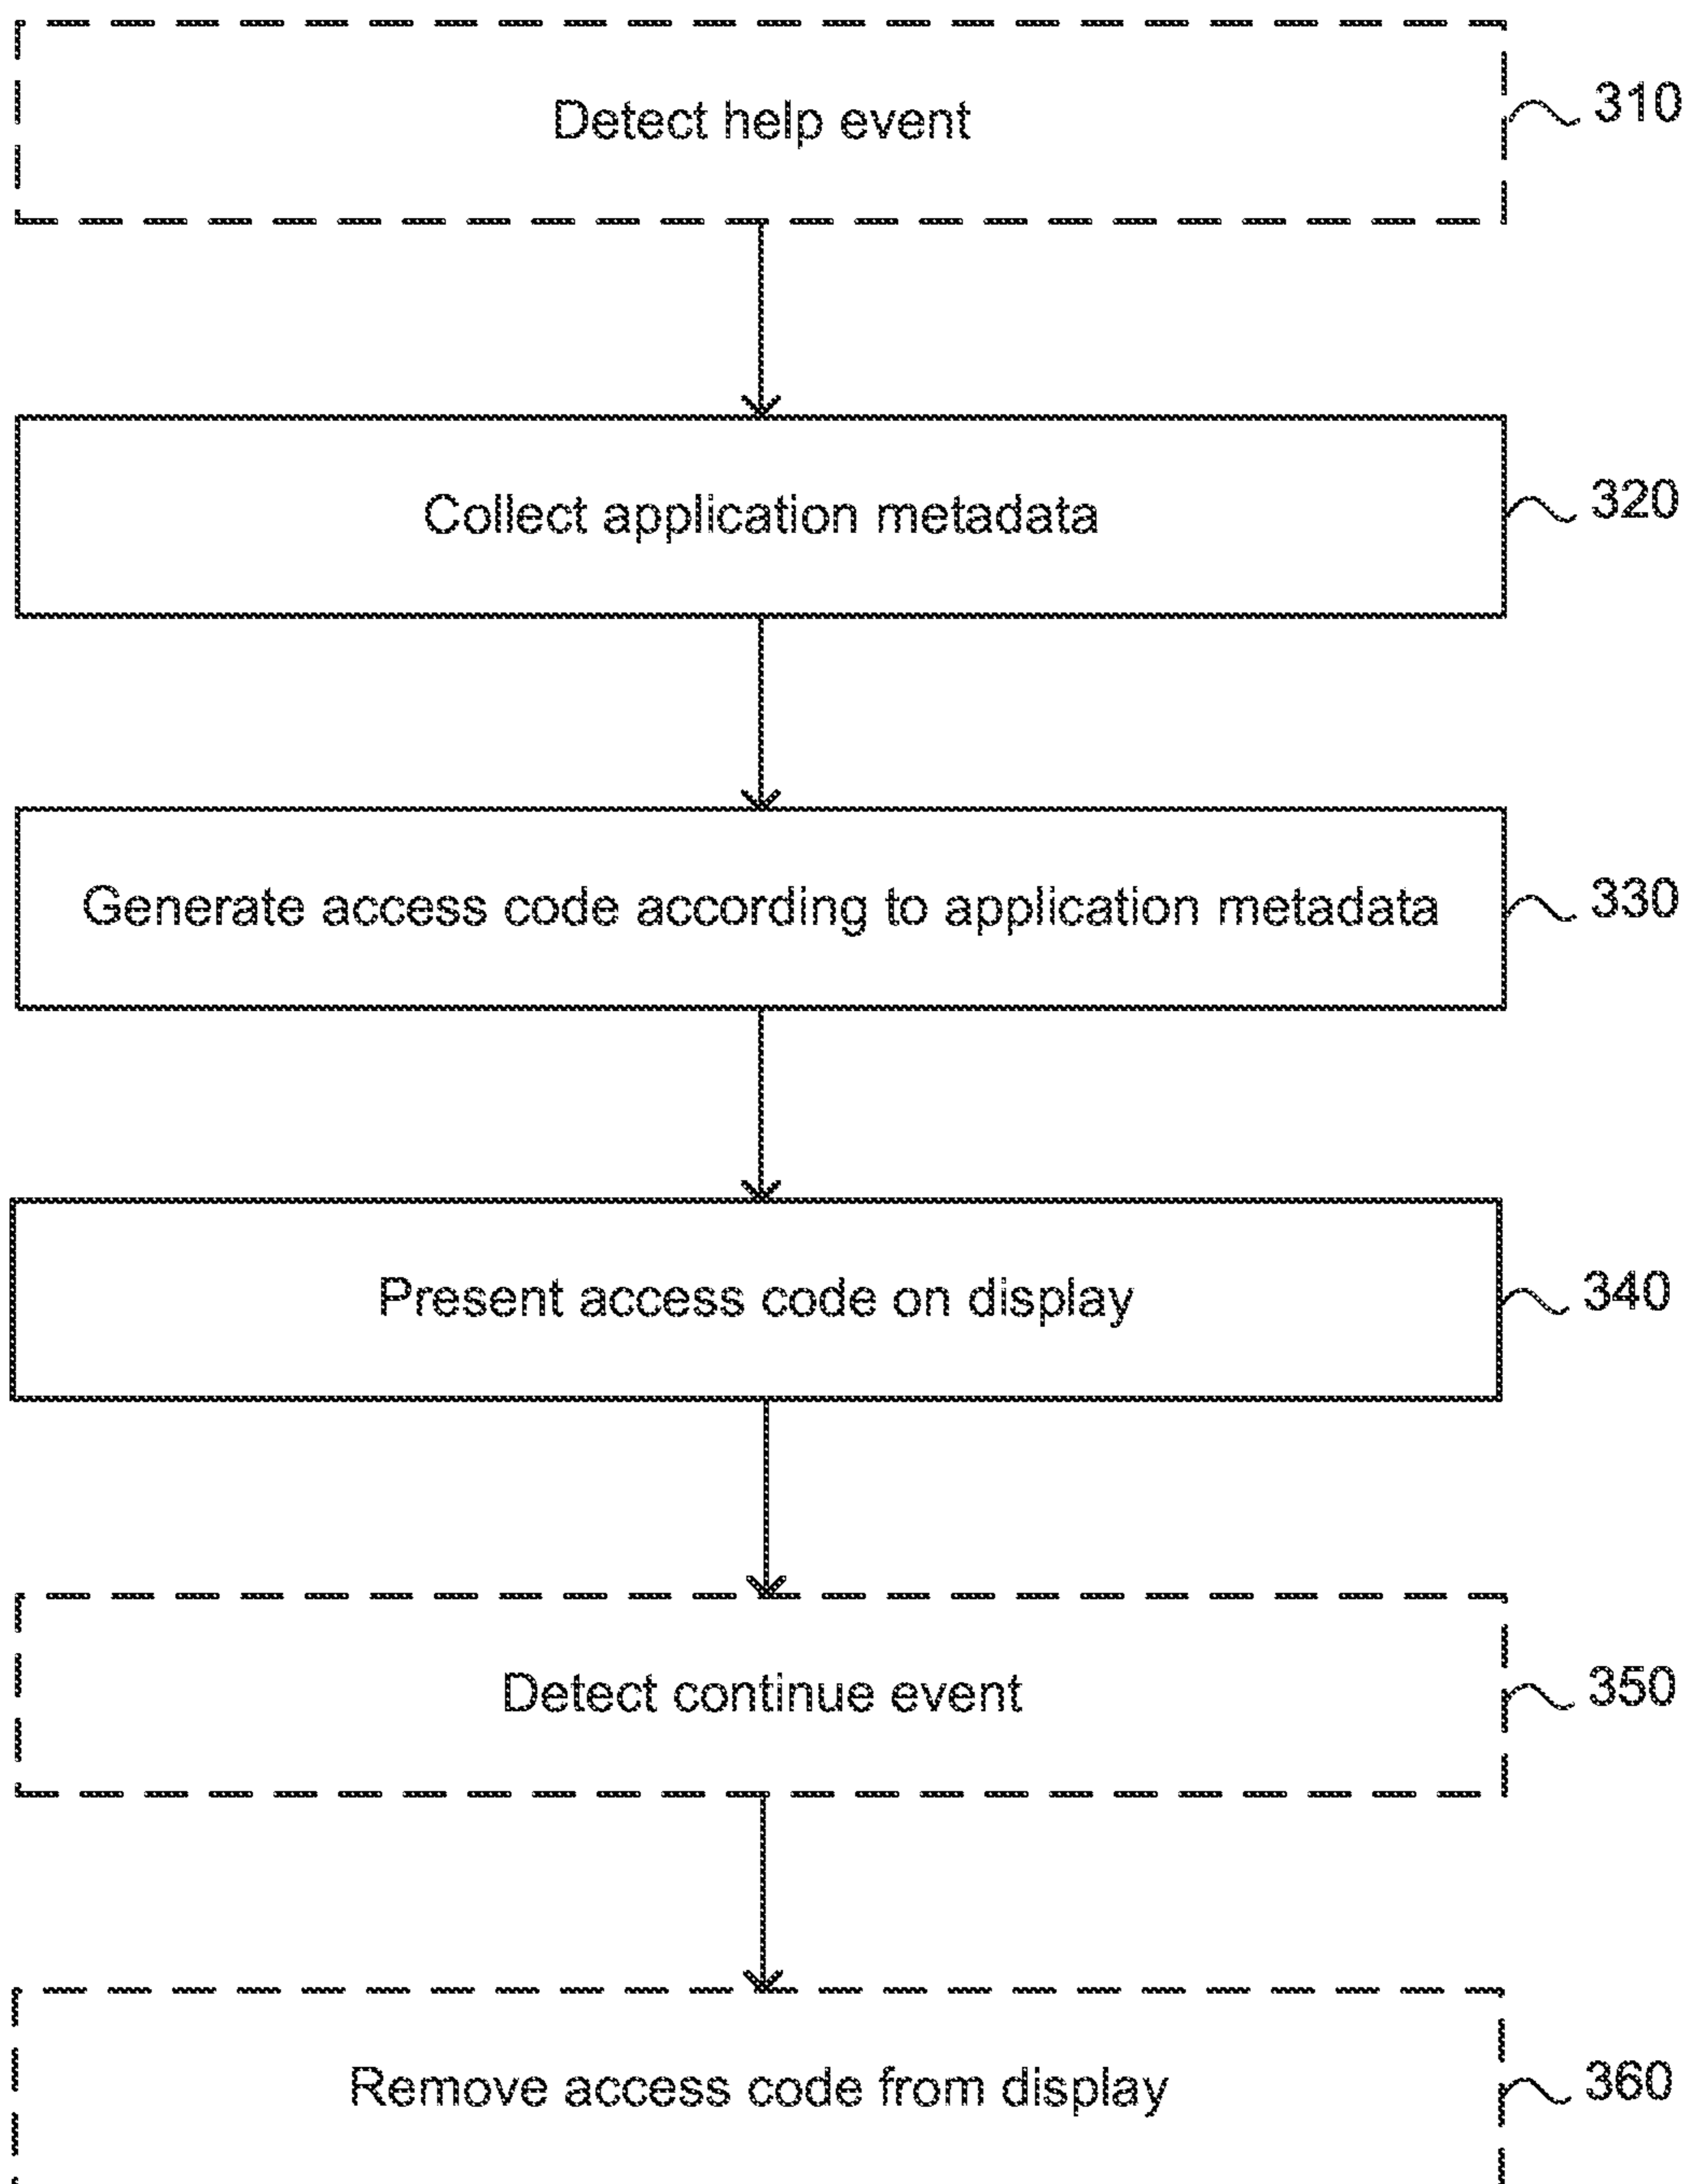 Detect help event
310
Collect application metadata
320
Generate access code according to application metadata
330
Present access code on display
340
Detect continue event
350
Remove access code from display
360